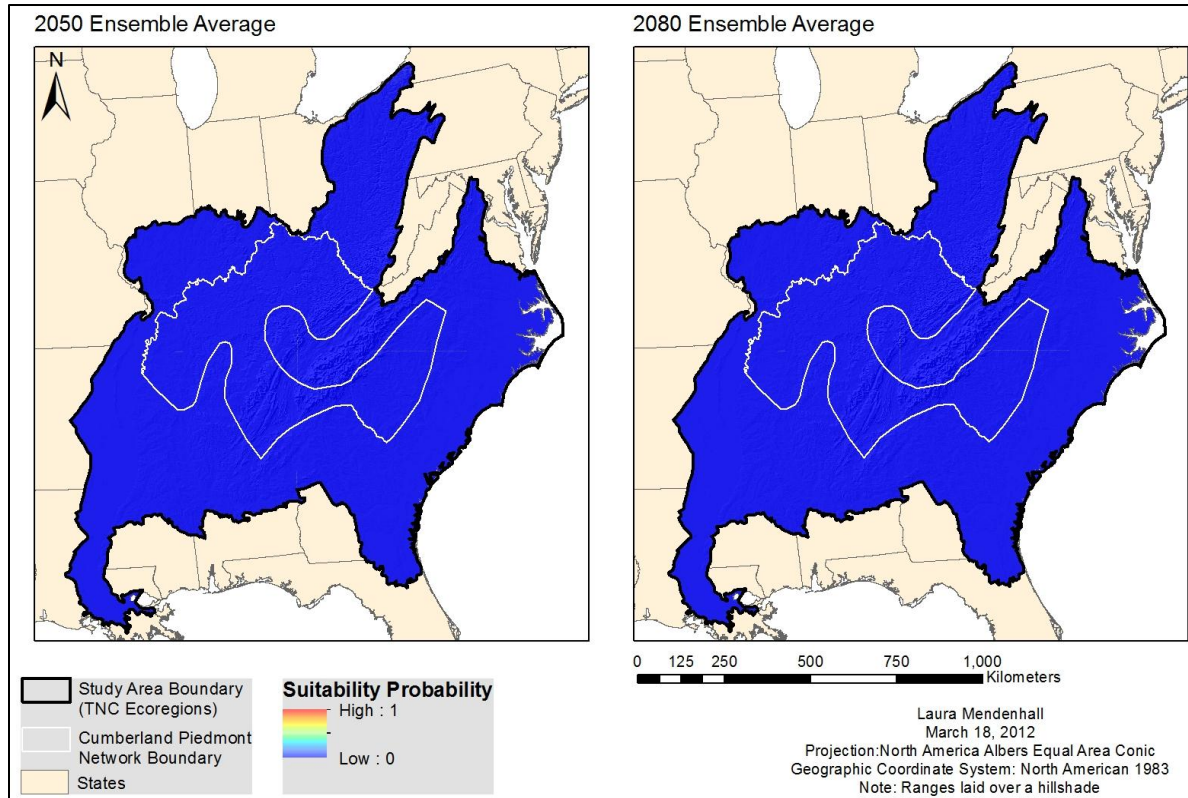 2050 Ensemble Average
2080 Ensemble Average
N
Study Area Boundary
(TNC Ecoregions)
Cumberland Piedmont
Network Boundary
States
Suitability Probability
High : 1
Low : 0
0 125 250 500 750 1,000
Kilometers
Laura Mendenhall
March 18, 2012
Projection:North America Albers Equal Area Conic
Geographic Coordinate System: North American 1983
Note: Ranges laid over a hillshade